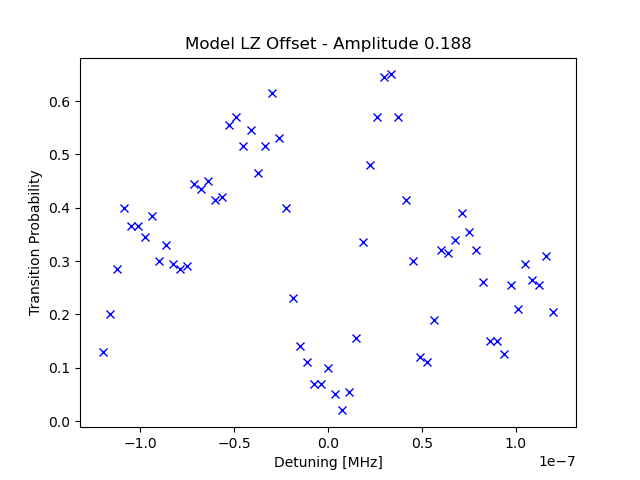 Model LZ Offset - Amplitude 0.188
Transition Probability
0.6
0.5
0.4
0.3
0.2
0.1
0.0
−1.0 −0.5 0.0 0.5 1.0
1e−7
Detuning [MHz]